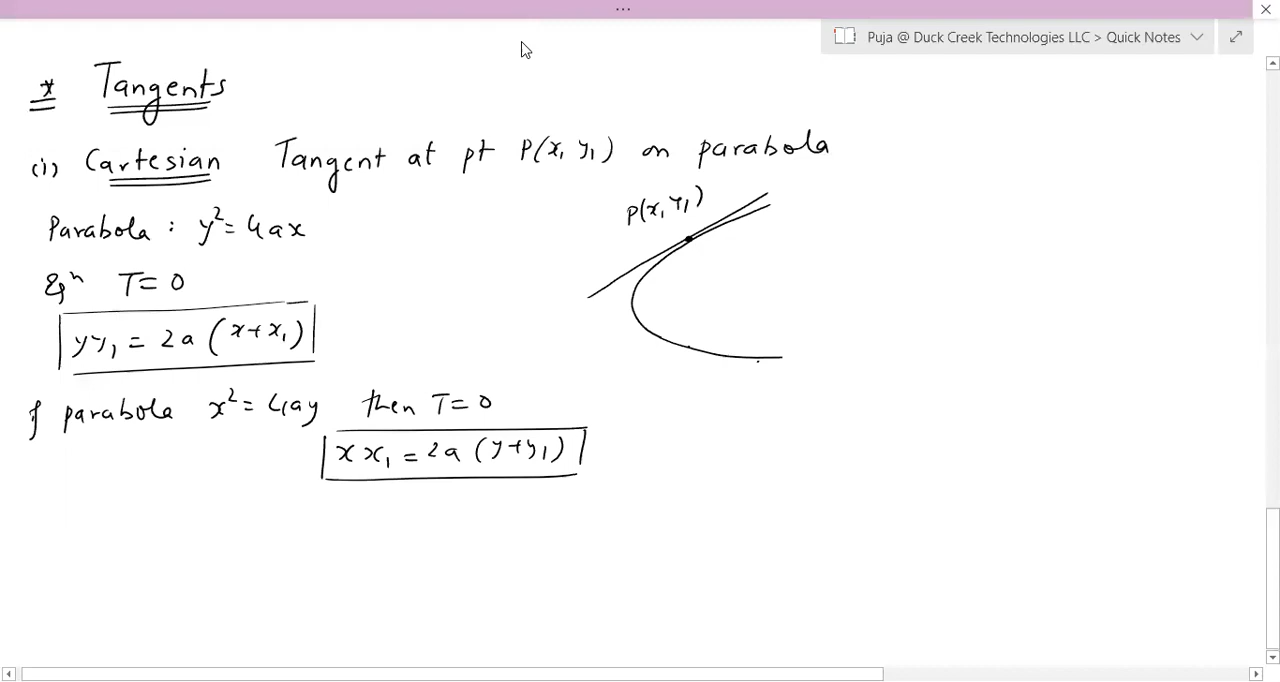 ...
Puja @ Duck Creek Technologies LLC > Quick Notes
* Tangents
(i) Cartesian Tangent at pt P(x₁ y₁) on parabola
P(x₁ y₁)
Parabola : y² = 4ax
Eqⁿ T = 0
yy₁ = 2a (x+x₁)
If parabola x² = 4ay then T = 0
x x₁ = 2a (y+y₁)